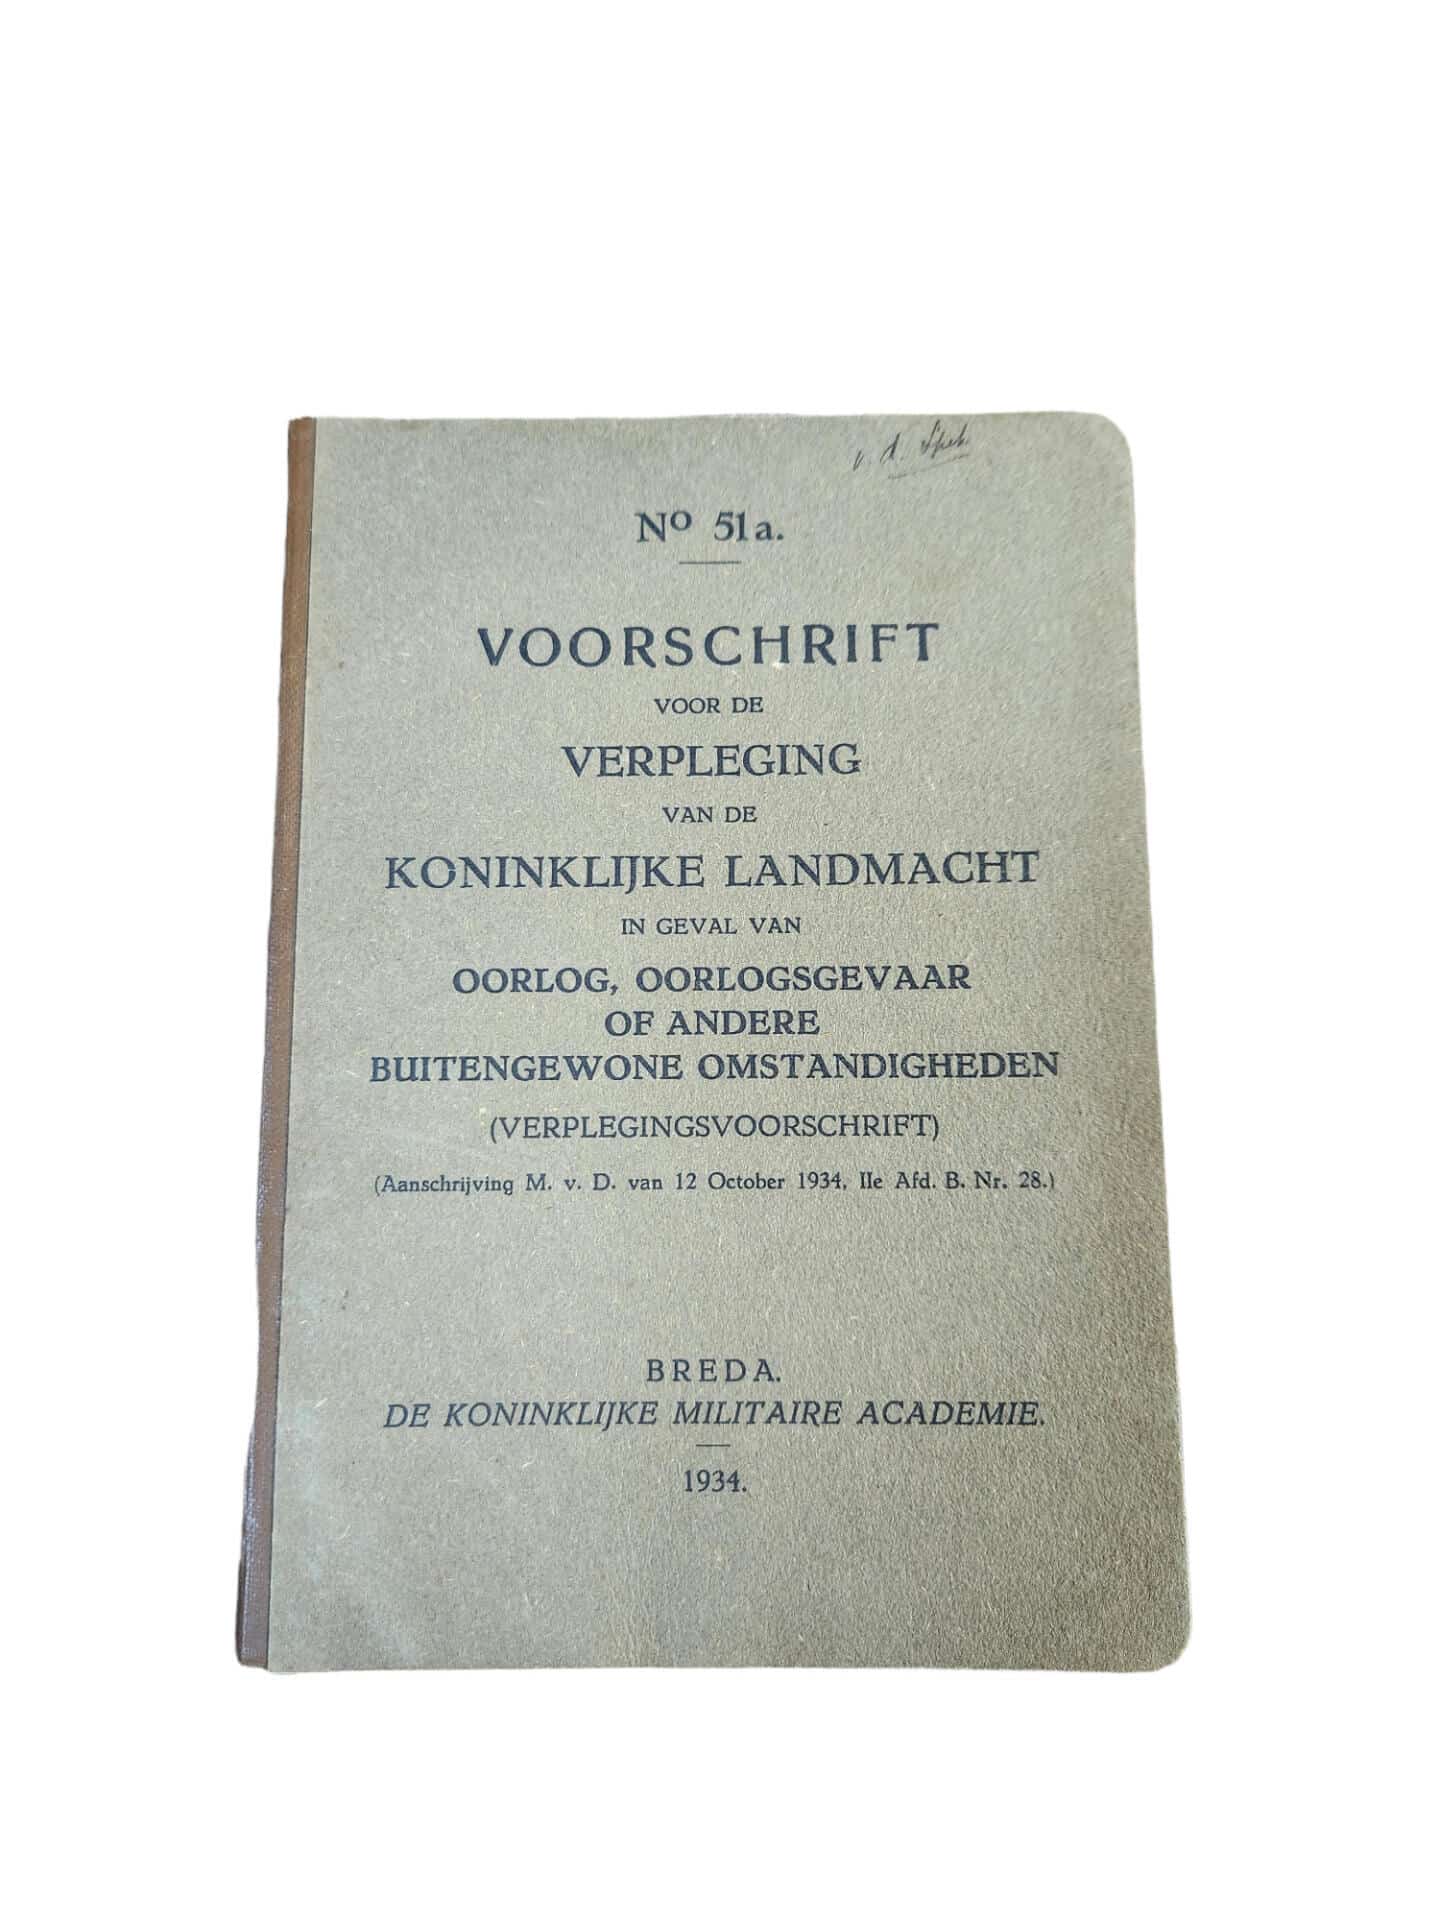 v. d. Spek.
Nº 51a.
VOORSCHRIFT
VOOR DE
VERPLEGING
VAN DE
KONINKLIJKE LANDMACHT
IN GEVAL VAN
OORLOG, OORLOGSGEVAAR
OF ANDERE
BUITENGEWONE OMSTANDIGHEDEN
(VERPLEGINGSVOORSCHRIFT)
(Aanschrijving M. v. D. van 12 October 1934, IIe Afd. B. Nr. 28.)
BREDA.
DE KONINKLIJKE MILITAIRE ACADEMIE.
1934.